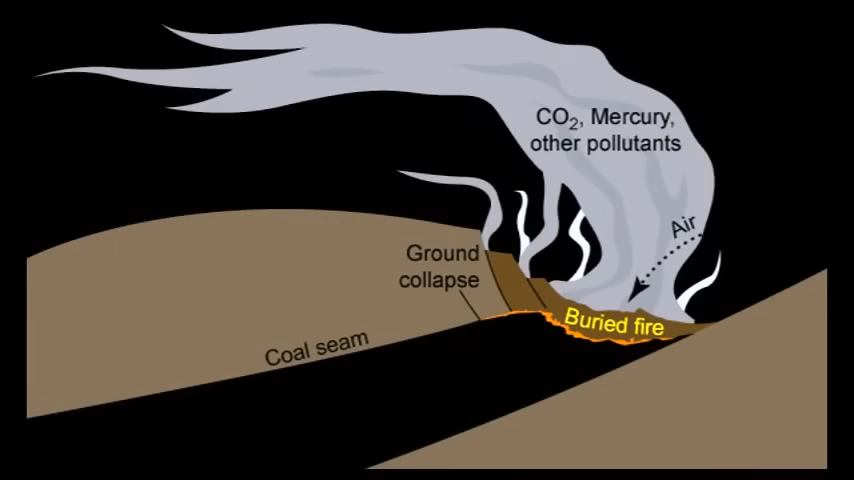 CO₂, Mercury,
other pollutants
Air
Ground
collapse
Buried fire
Coal seam